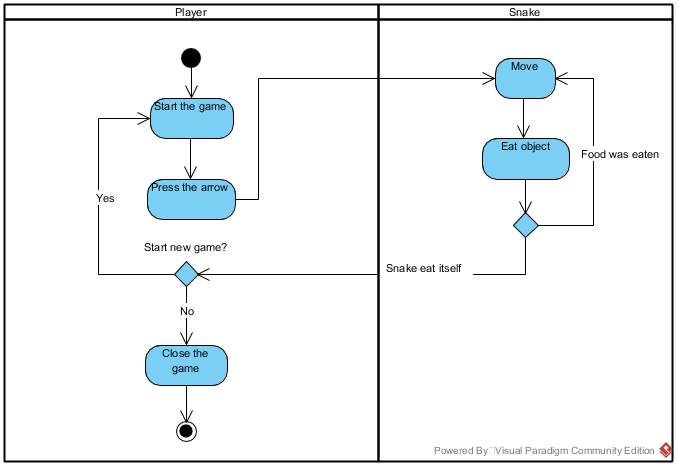 Player
Snake
Start the game
Press the arrow
Yes
Start new game?
No
Close the
game
Move
Eat object
Food was eaten
Snake eat itself
Powered By Visual Paradigm Community Edition